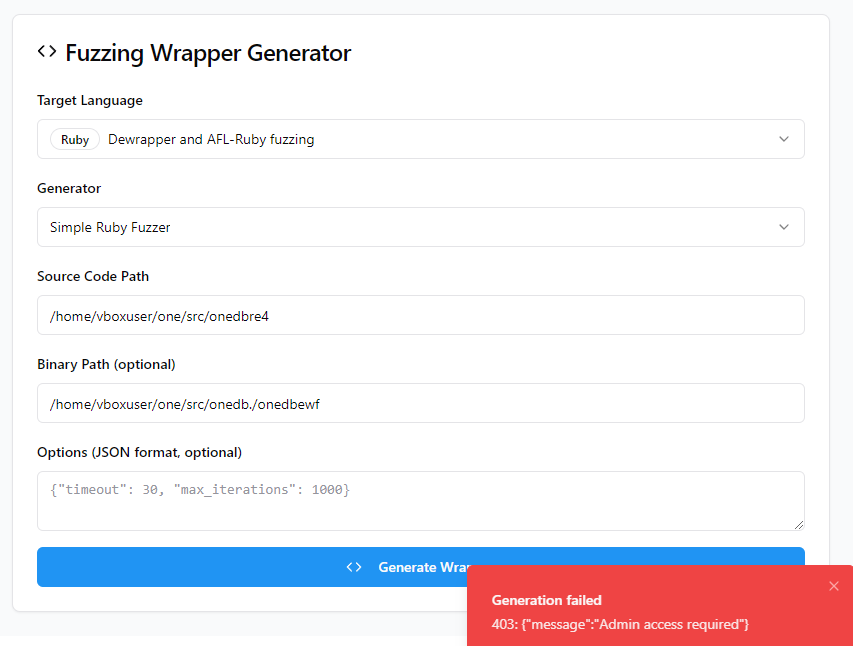 Fuzzing Wrapper Generator
Target Language
Ruby Dewrapper and AFL-Ruby fuzzing
Generator
Simple Ruby Fuzzer
Source Code Path
/home/vboxuser/one/src/onedbre4
Binary Path (optional)
/home/vboxuser/one/src/onedb./onedbewf
Options (JSON format, optional)
{"timeout": 30, "max_iterations": 1000}
<> Generate Wrap
Generation failed
403: {"message":"Admin access required"}